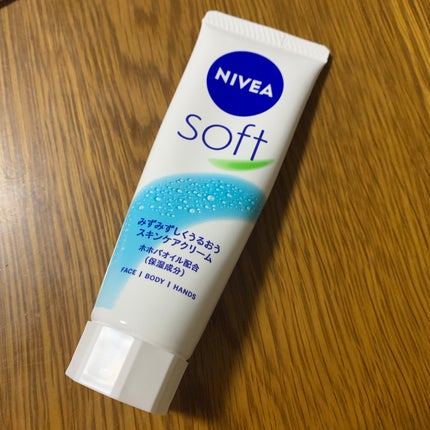 NIVEA
Soft
みずみずしくうるおう
スキンケアクリーム
ホホバオイル配合
(保湿成分)
FACE | BODY | HANDS